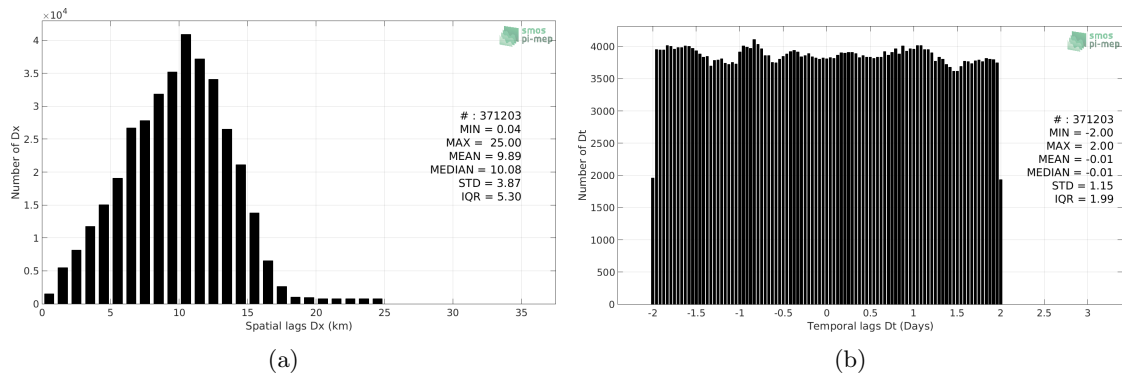 ×10⁴
4
3.5
3
2.5
2
1.5
1
0.5
0
Number of Dx
0 5 10 15 20 25 30 35
Spatial lags Dx (km)
smos
pi-mep
# : 371203
MIN = 0.04
MAX = 25.00
MEAN = 9.89
MEDIAN = 10.08
STD = 3.87
IQR = 5.30
(a)
4000
3500
3000
2500
2000
1500
1000
500
0
Number of Dt
-2 -1.5 -1 -0.5 0 0.5 1 1.5 2 2.5 3
Temporal lags Dt (Days)
smos
pi-mep
# : 371203
MIN = -2.00
MAX = 2.00
MEAN = -0.01
MEDIAN = -0.01
STD = 1.15
IQR = 1.99
(b)